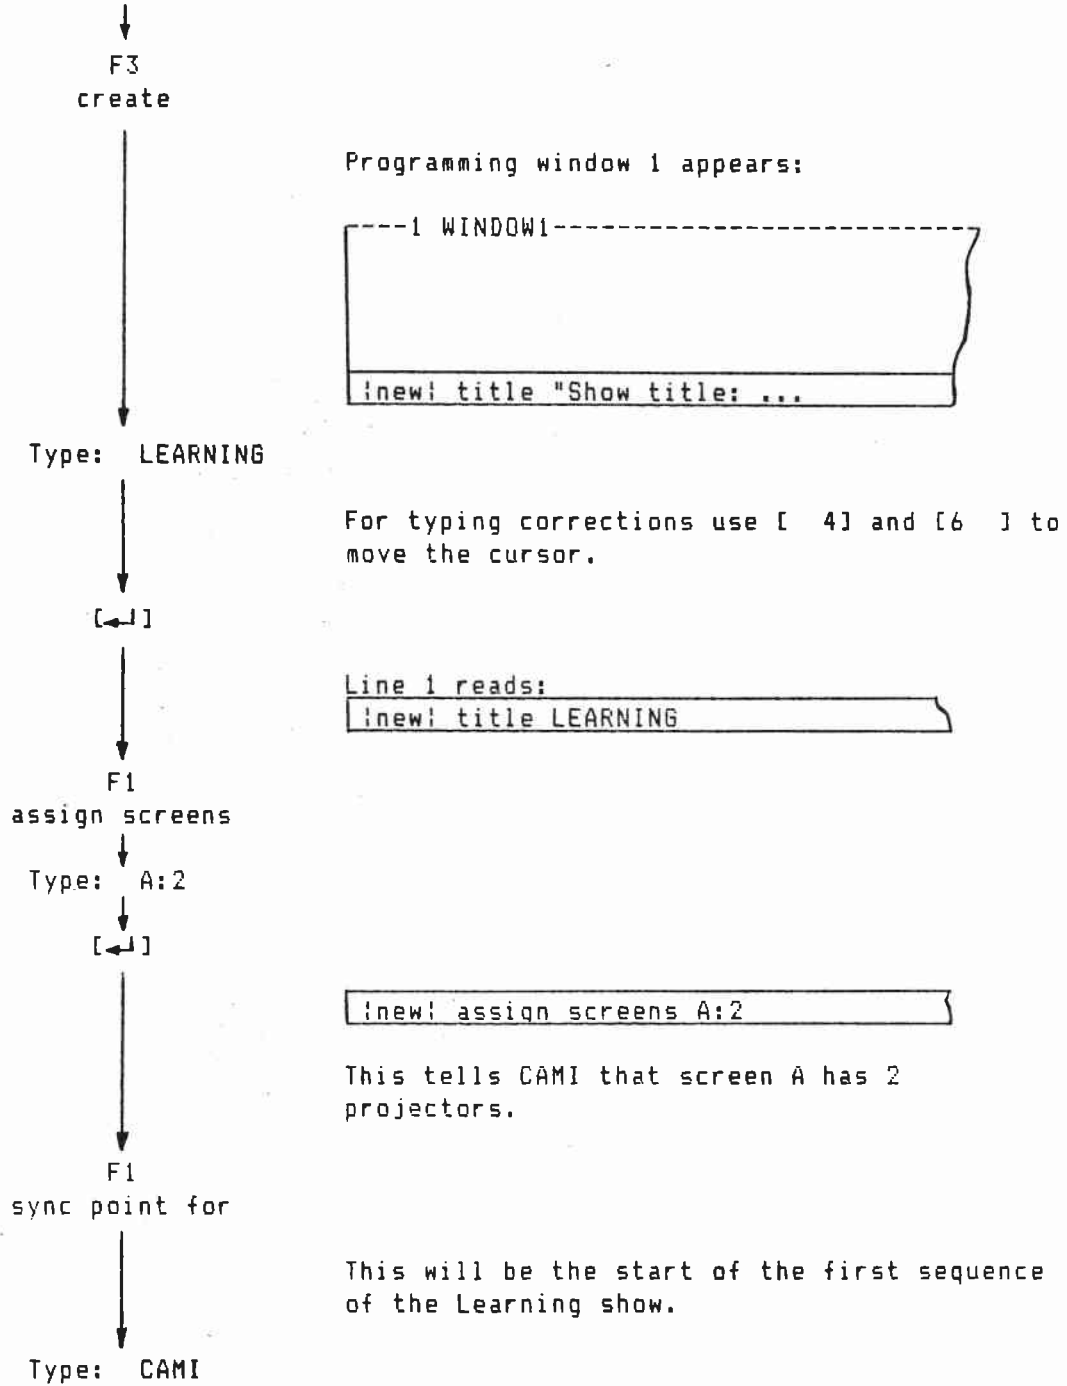 F3
create
Programming window 1 appears:
----1 WINDOW1---------------------------
¦new¦ title "Show title: ...
Type: LEARNING
For typing corrections use [ 4] and [6 ] to
move the cursor.
[↵]
Line 1 reads:
¦new¦ title LEARNING
F1
assign screens
Type: A:2
[↵]
¦new¦ assign screens A:2
This tells CAMI that screen A has 2
projectors.
F1
sync point for
This will be the start of the first sequence
of the Learning show.
Type: CAMI